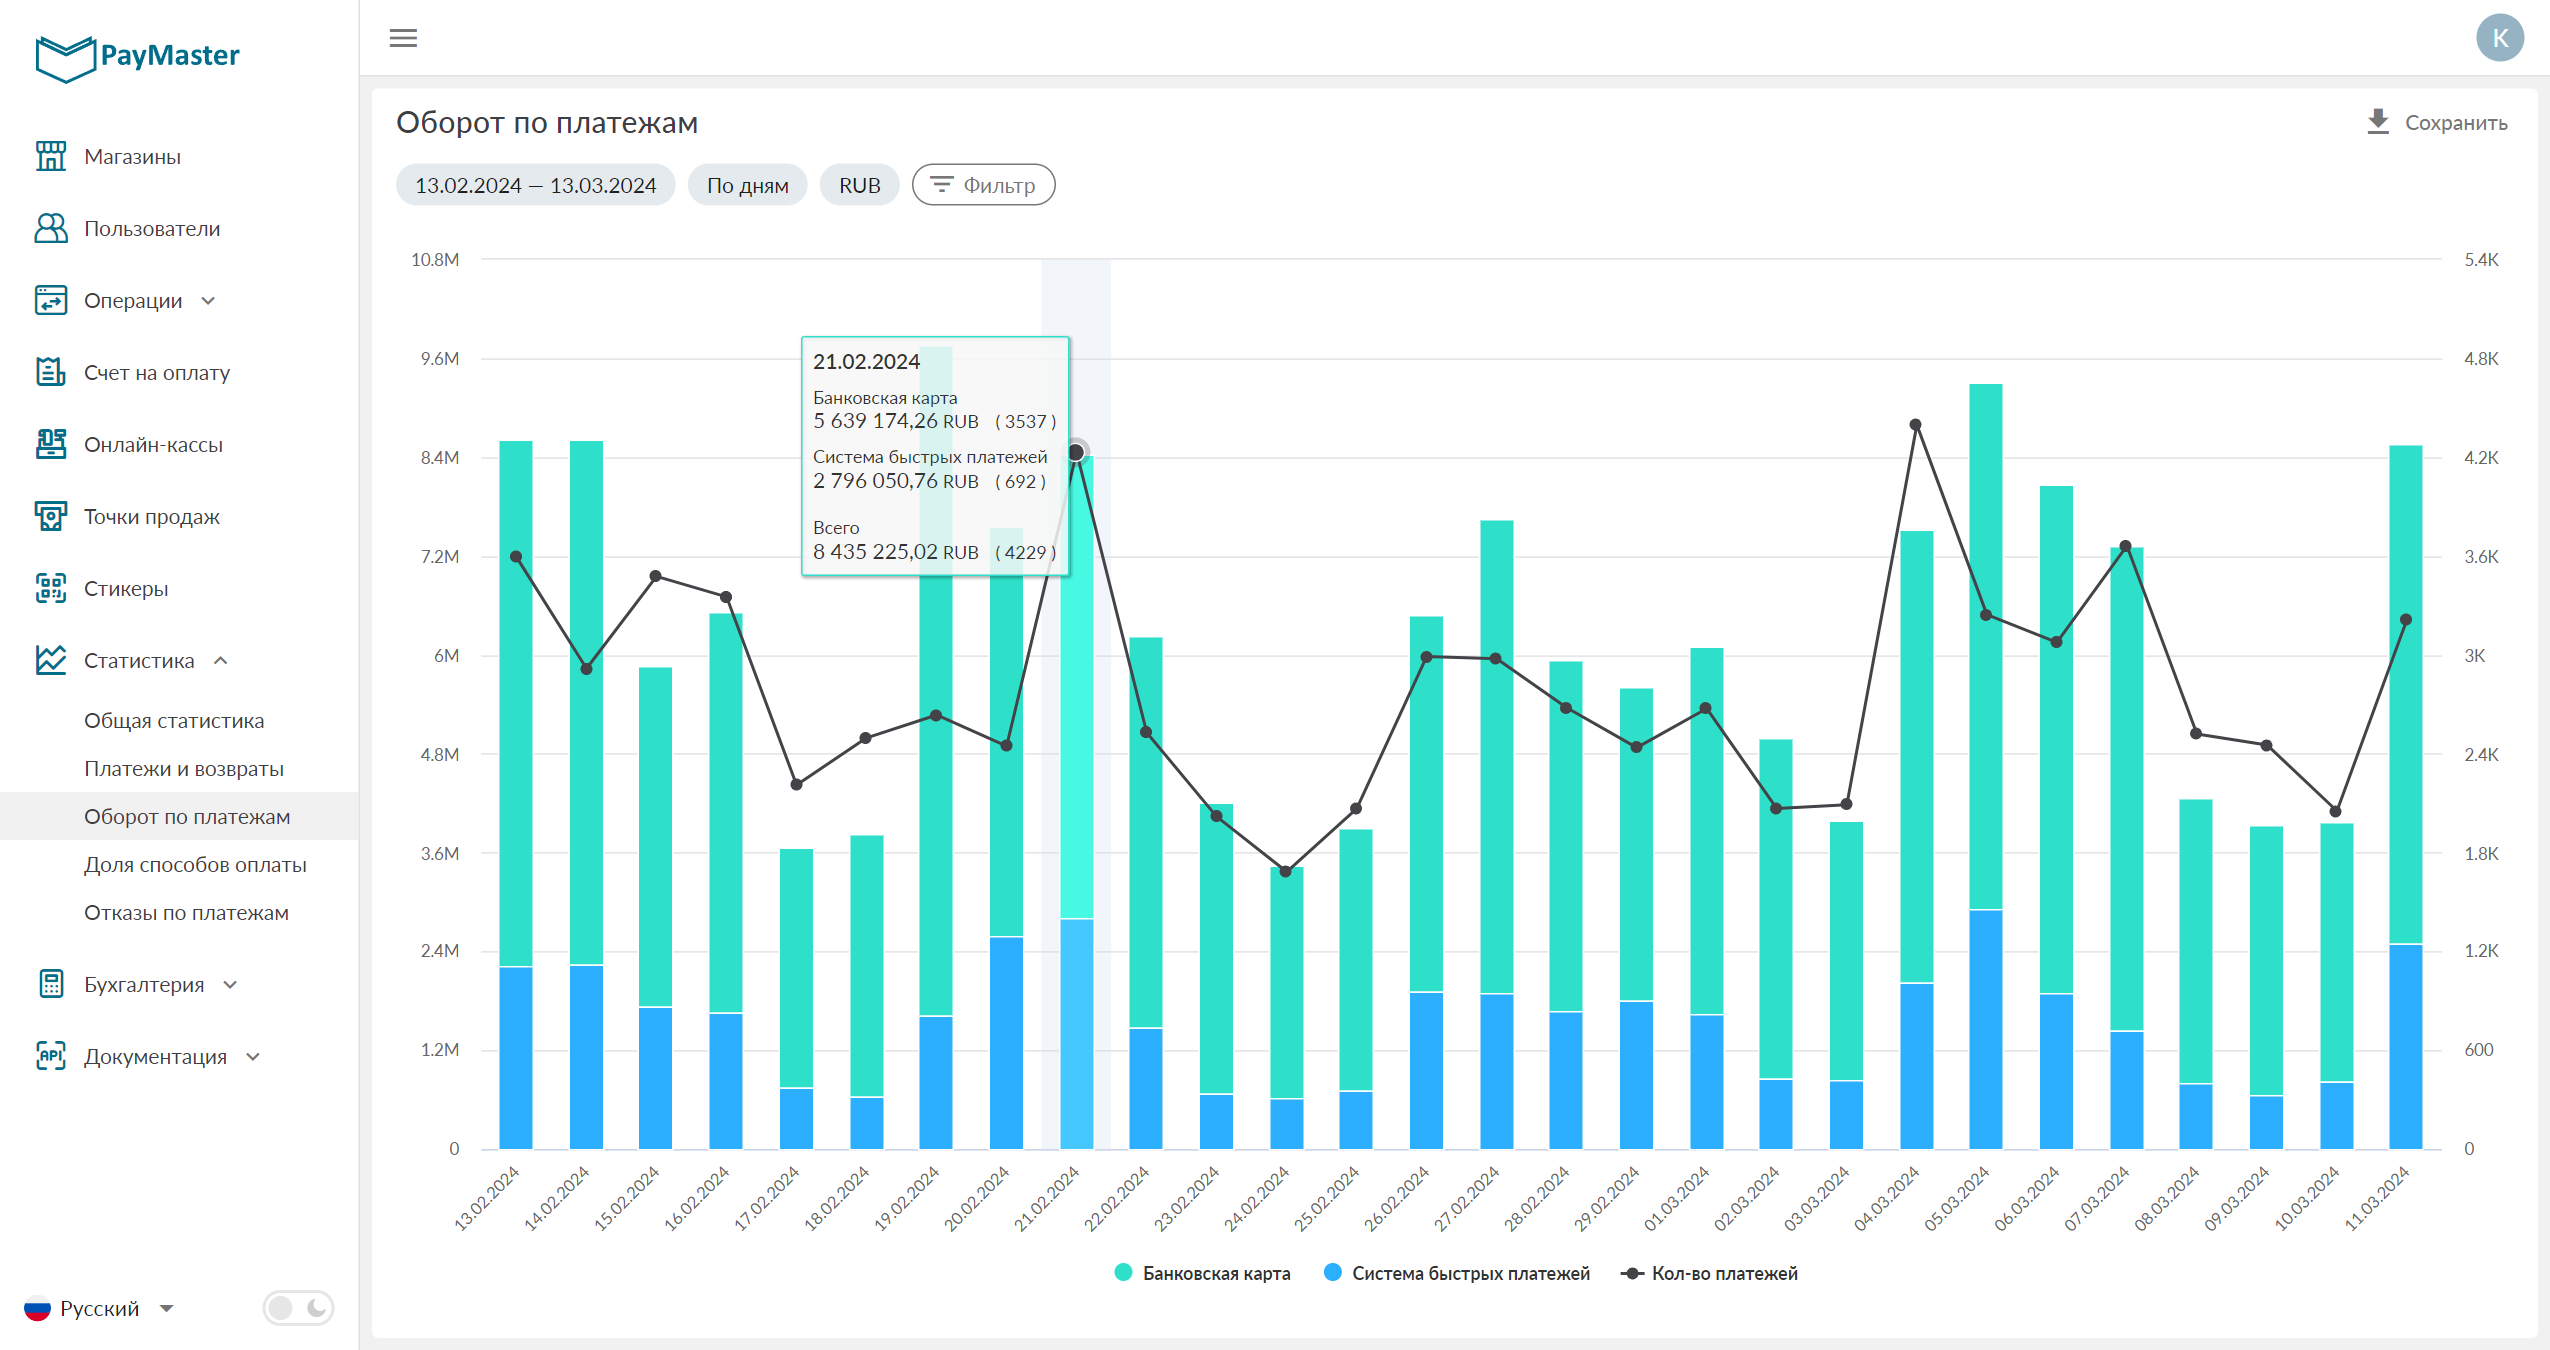 PayMaster
Магазины
Пользователи
Операции
Счет на оплату
Онлайн-кассы
Точки продаж
Стикеры
Статистика
Общая статистика
Платежи и возвраты
Оборот по платежам
Доля способов оплаты
Отказы по платежам
Бухгалтерия
API
Документация
Русский
K
Оборот по платежам
Сохранить
13.02.2024 — 13.03.2024 По дням RUB Фильтр
10.8M
9.6M
8.4M
7.2M
6M
4.8M
3.6M
2.4M
1.2M
0
21.02.2024
Банковская карта
5 639 174,26 RUB ( 3537 )
Система быстрых платежей
2 796 050,76 RUB ( 692 )
Всего
8 435 225,02 RUB ( 4229 )
5.4K
4.8K
4.2K
3.6K
3K
2.4K
1.8K
1.2K
600
0
13.02.2024
14.02.2024
15.02.2024
16.02.2024
17.02.2024
18.02.2024
19.02.2024
20.02.2024
21.02.2024
22.02.2024
23.02.2024
24.02.2024
25.02.2024
26.02.2024
27.02.2024
28.02.2024
29.02.2024
01.03.2024
02.03.2024
03.03.2024
04.03.2024
05.03.2024
06.03.2024
07.03.2024
08.03.2024
09.03.2024
10.03.2024
11.03.2024
Банковская карта Система быстрых платежей Кол-во платежей